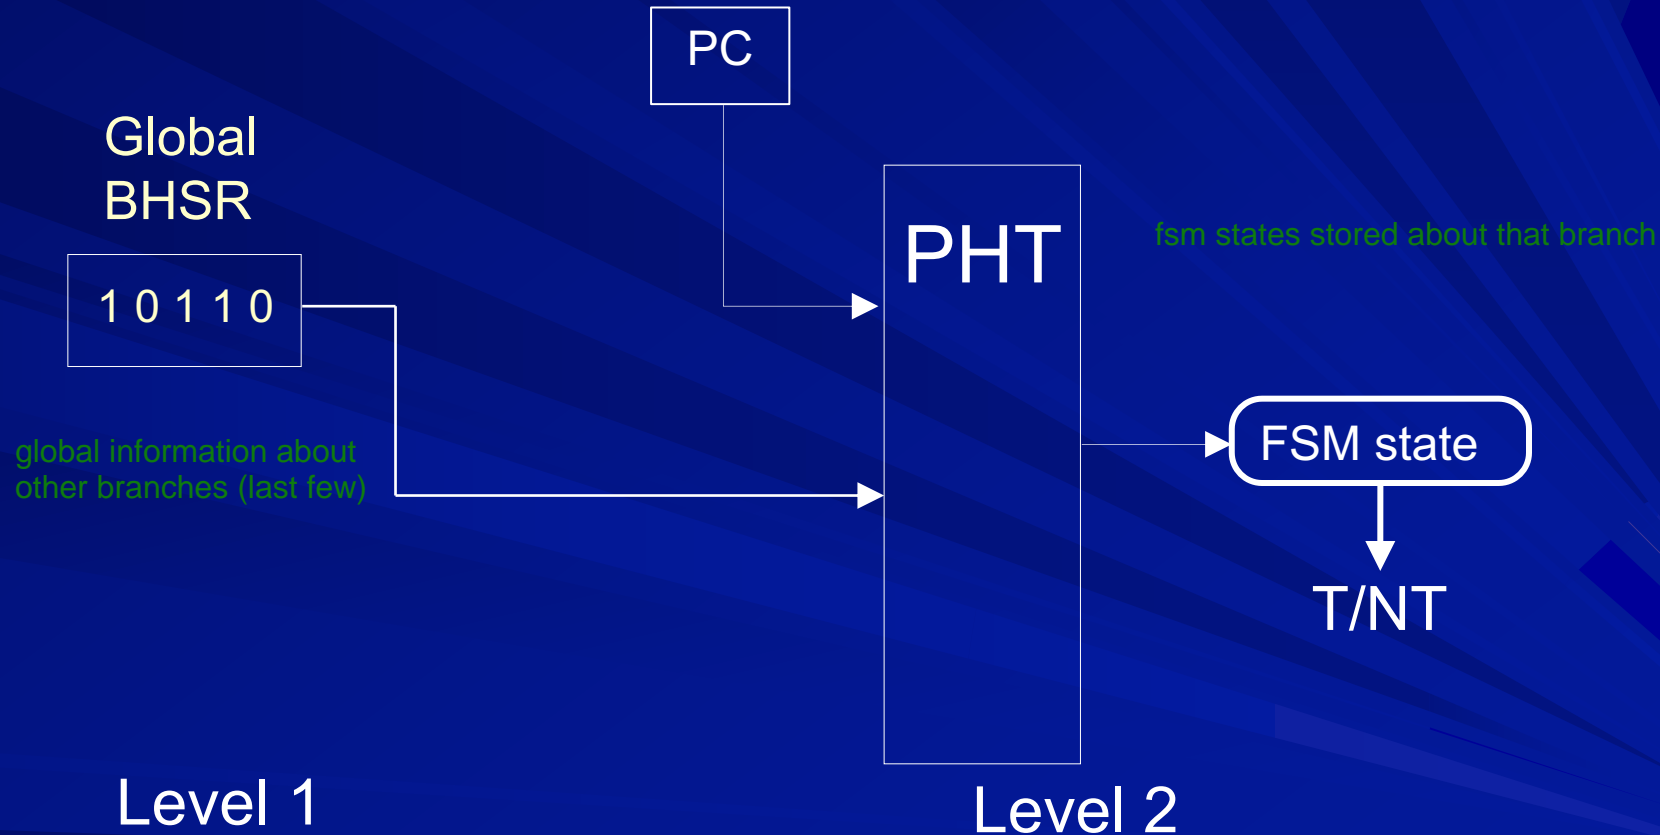 PC
Global
BHSR
1 0 1 1 0
PHT
fsm states stored about that branch
global information about
other branches (last few)
FSM state
T/NT
Level 1
Level 2